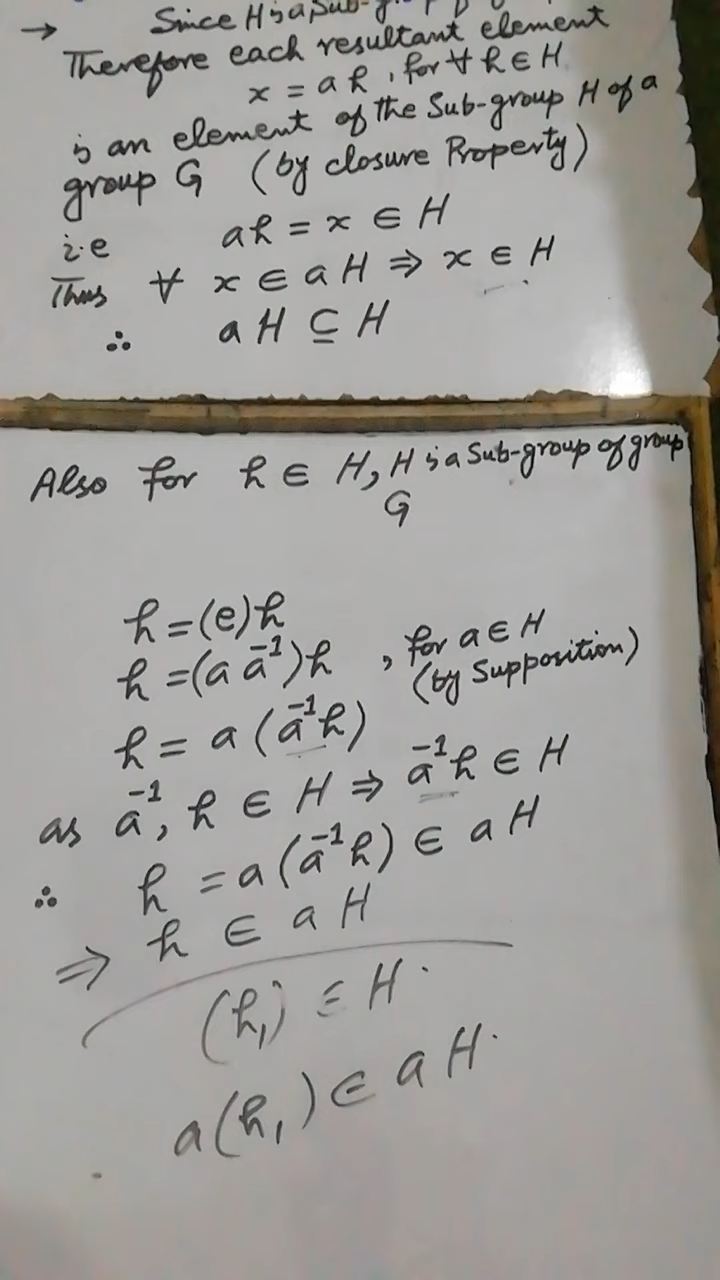 → Since H is a Sub-group
Therefore each resultant element
x = ah, for ∀ h ∈ H
is an element of the Sub-group H of a
group G (by closure Property)
i.e ah = x ∈ H
Thus ∀ x ∈ aH ⇒ x ∈ H
∴ aH ⊆ H
Also for h ∈ H, H is a Sub-group of group
G
h = (e)h
h = (a a⁻¹)h , for a ∈ H
(by Supposition)
h = a(a⁻¹h)
as a⁻¹, h ∈ H ⇒ a⁻¹h ∈ H
∴ h = a(a⁻¹h) ∈ aH
⇒ h ∈ aH
(h₁) ∈ H.
a(h₁) ∈ aH.